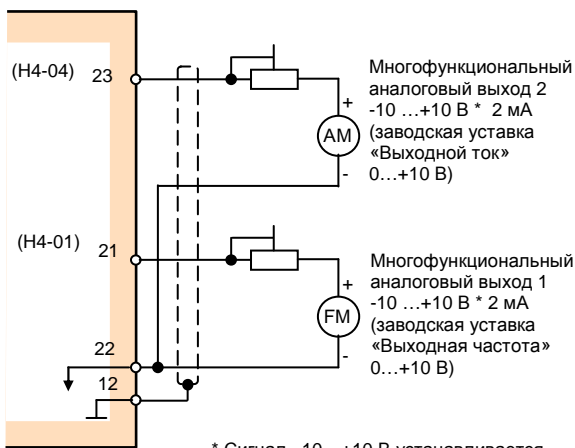 (H4-04) 23
Многофункциональный
аналоговый выход 2
-10 …+10 В * 2 мА
(заводская уставка
«Выходной ток»
0…+10 В)
+
AM
-
(H4-01) 21
Многофункциональный
аналоговый выход 1
-10 …+10 В * 2 мА
(заводская уставка
«Выходная частота»
0…+10 В)
+
FM
-
22
12